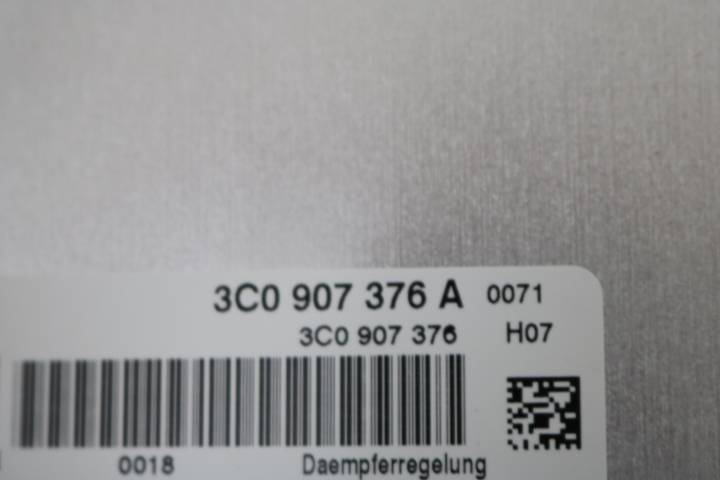 3C0 907 376 A 0071
3C0 907 376 H07
0018 Daempferregelung